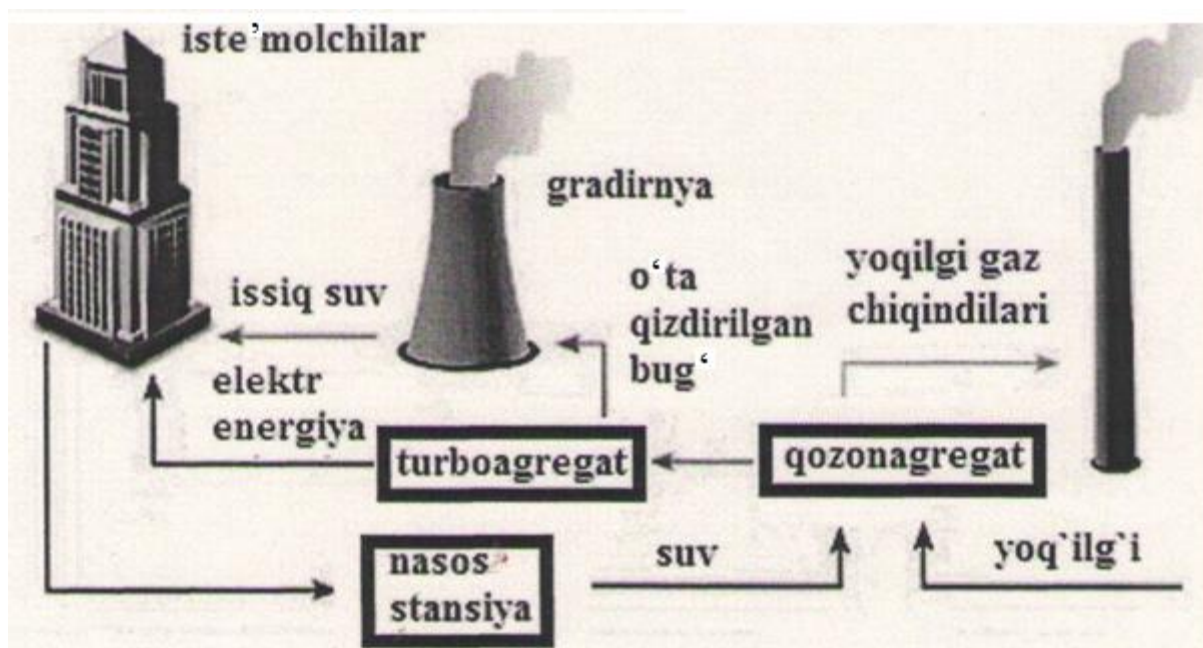 iste’molchilar
gradirnya
issiq suv
o‘ta
qizdirilgan
bug‘
yoqilgi gaz
chiqindilari
elektr
energiya
turboagregat
qozonagregat
nasos
stansiya
suv
yoq`ilg`i